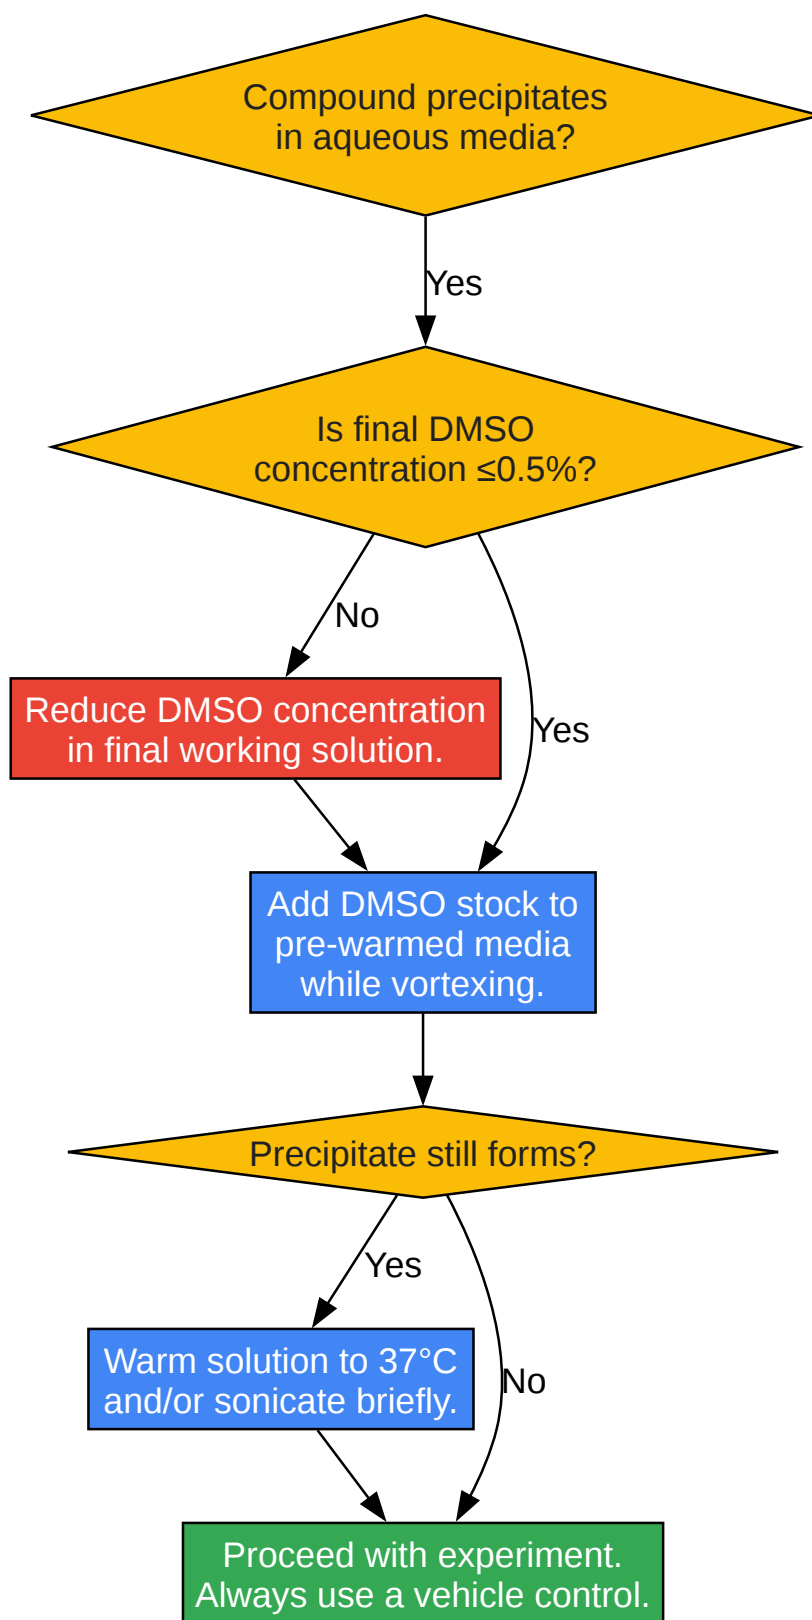 Compound precipitates
in aqueous media?
Yes
Is final DMSO
concentration ≤0.5%?
No
Reduce DMSO concentration
in final working solution.
Yes
Add DMSO stock to
pre-warmed media
while vortexing.
Precipitate still forms?
Yes
Warm solution to 37°C
and/or sonicate briefly.
No
Proceed with experiment.
Always use a vehicle control.